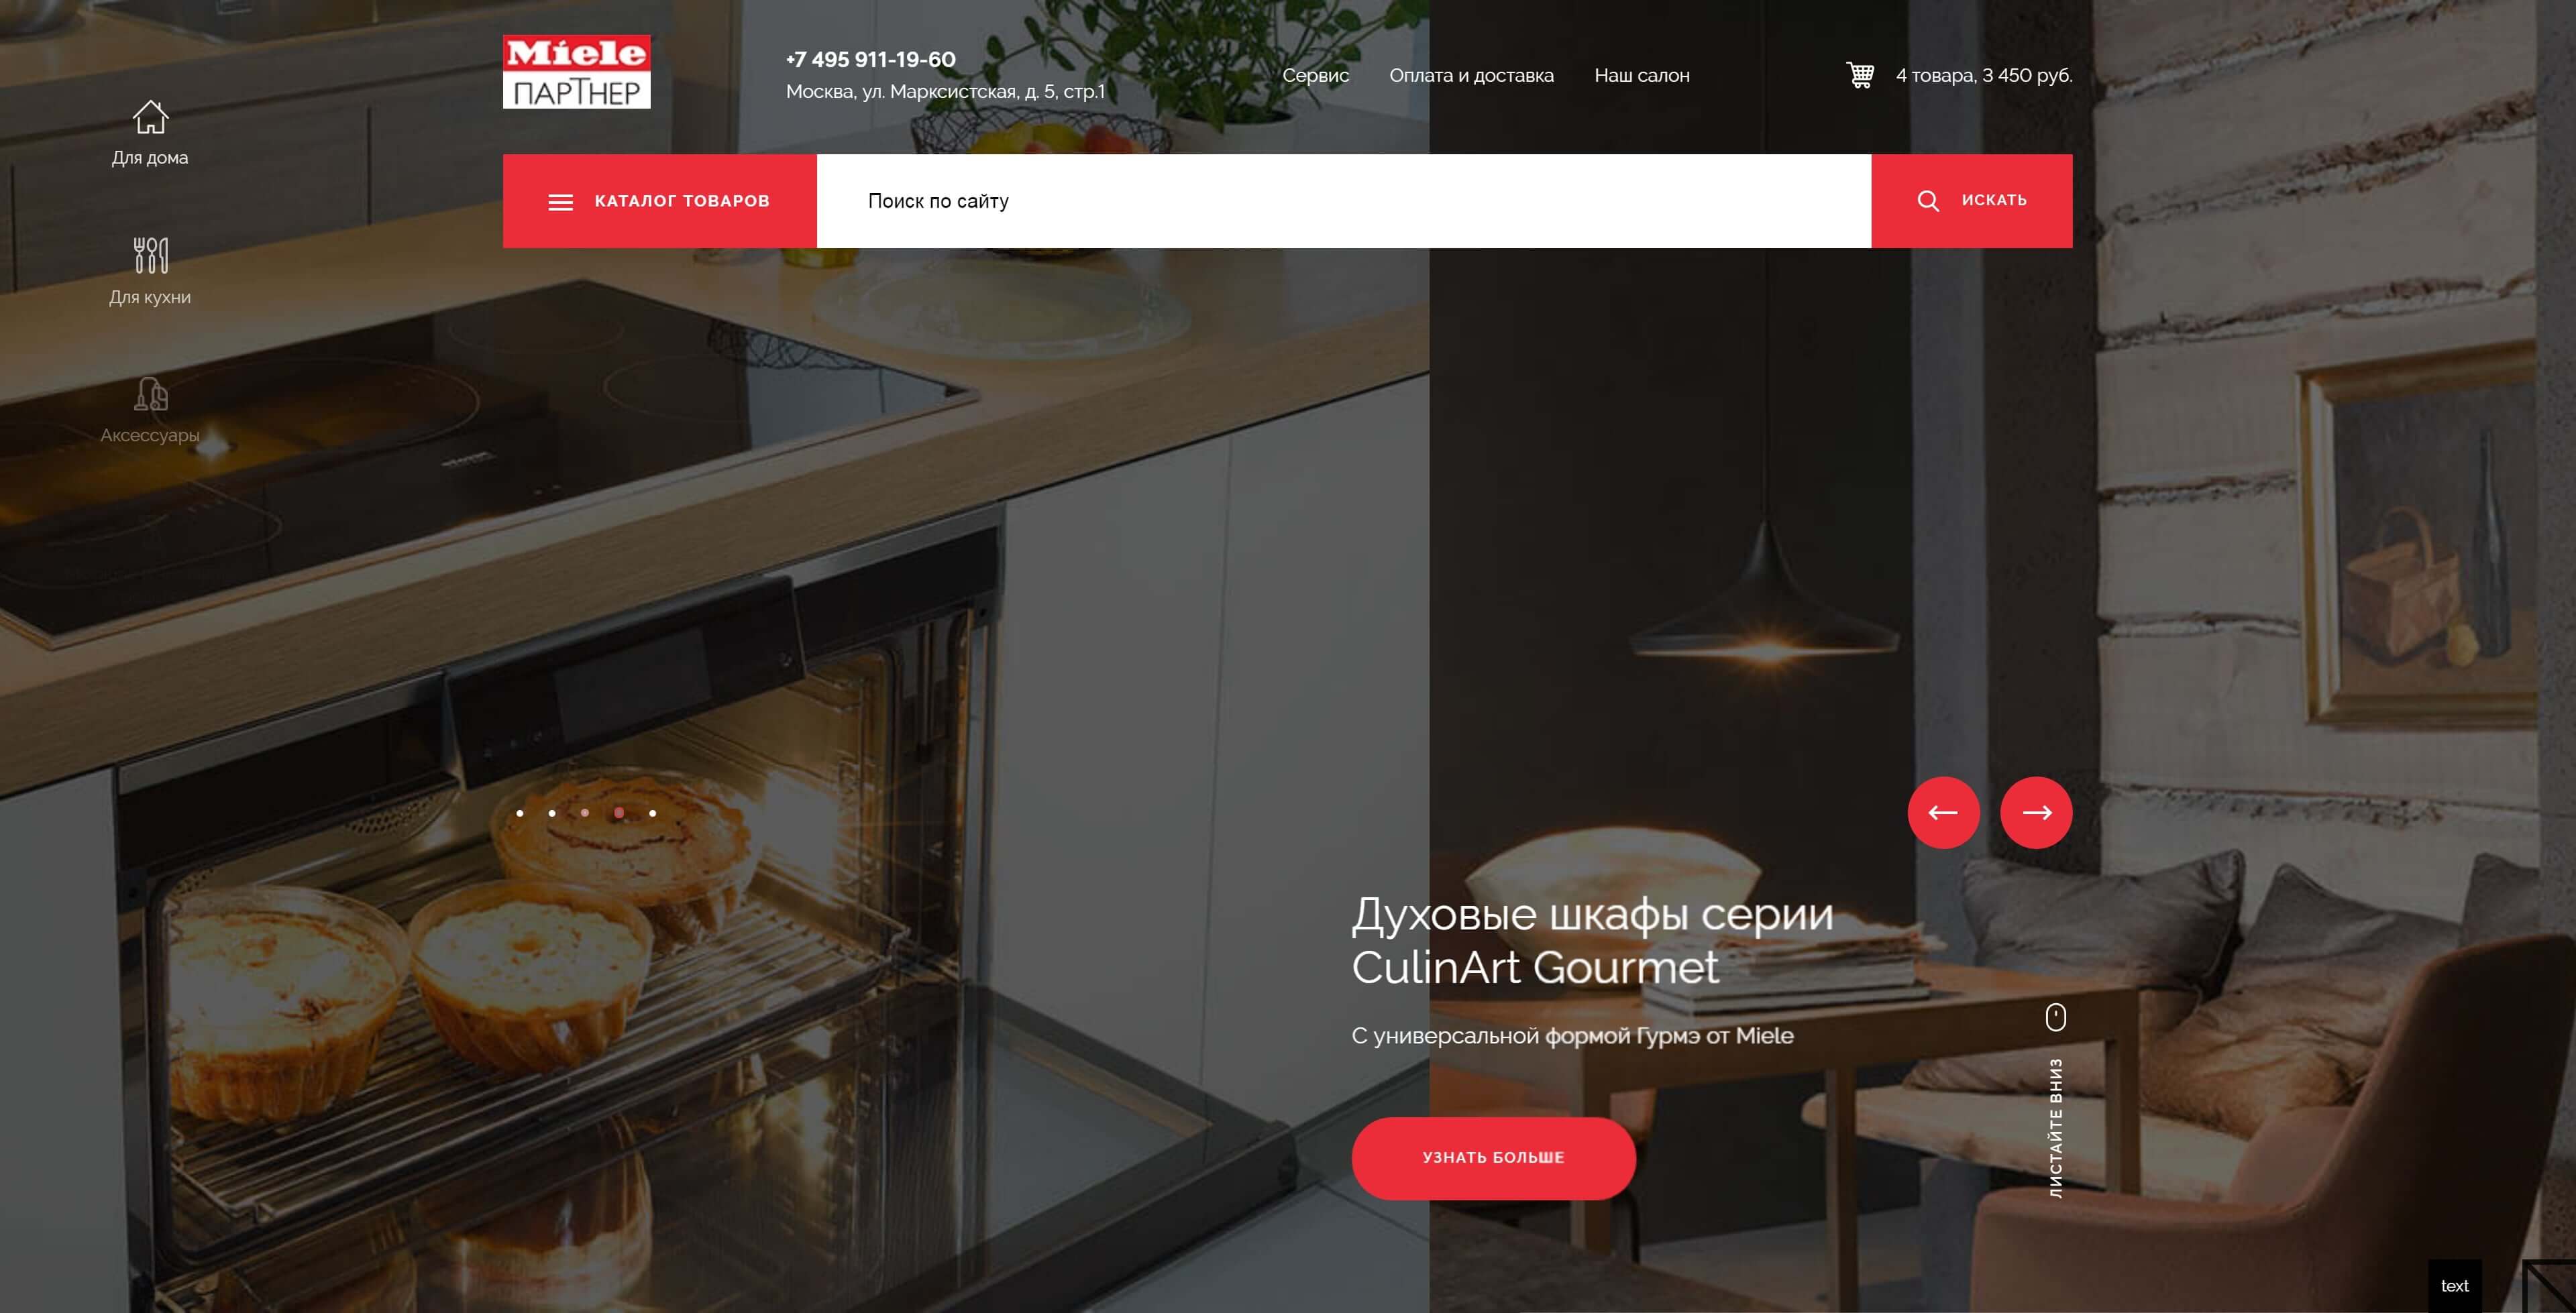 Miele
ПАРТНЕР
+7 495 911-19-60
Москва, ул. Марксистская, д. 5, стр.1
Сервис
Оплата и доставка
Наш салон
4 товара, 3 450 руб.
Для дома
Для кухни
Аксессуары
КАТАЛОГ ТОВАРОВ
Поиск по сайту
ИСКАТЬ
Духовые шкафы серии
CulinArt Gourmet
С универсальной формой Гурмэ от Miele
УЗНАТЬ БОЛЬШЕ
ЛИСТАЙТЕ ВНИЗ
text